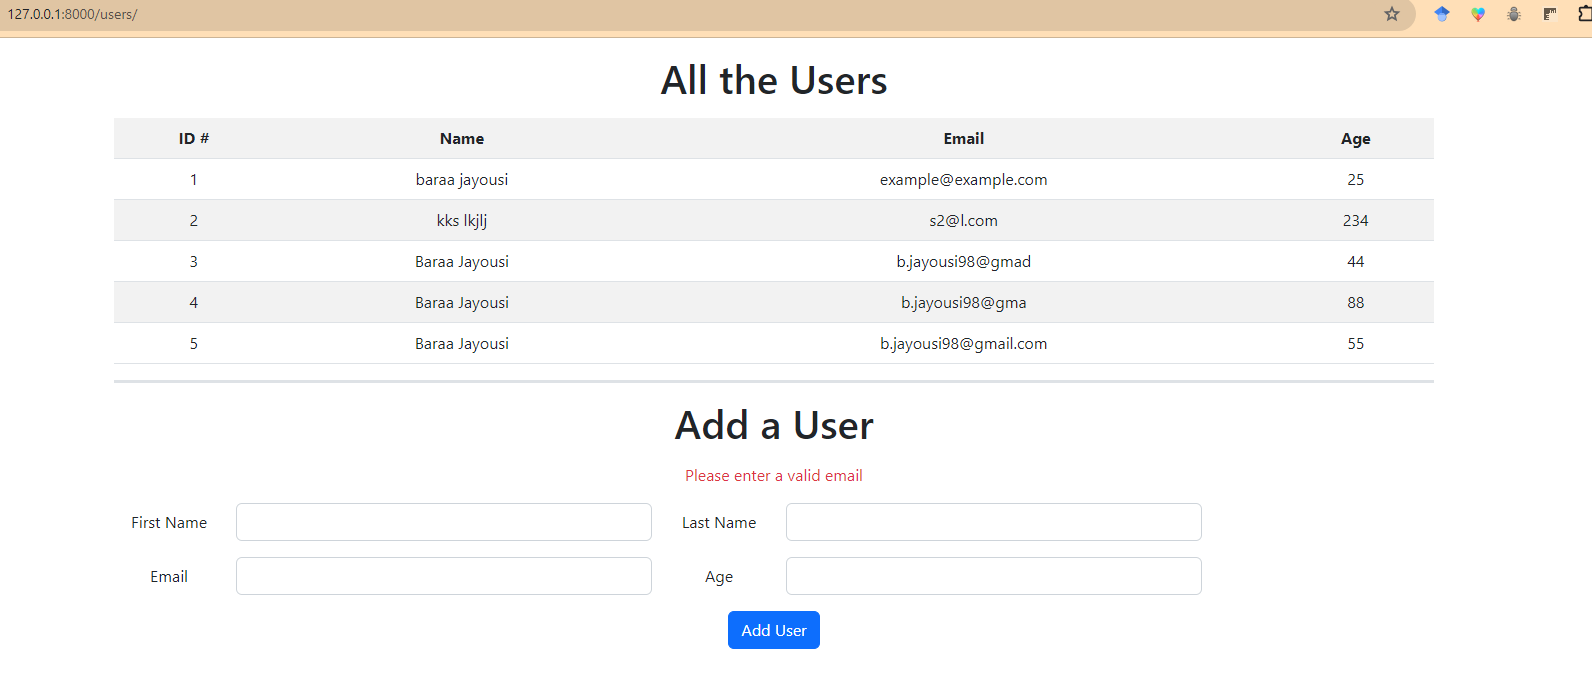 127.0.0.1:8000/users/
All the Users
ID # Name Email Age
1 baraa jayousi example@example.com 25
2 kks lkjlj s2@l.com 234
3 Baraa Jayousi b.jayousi98@gmad 44
4 Baraa Jayousi b.jayousi98@gma 88
5 Baraa Jayousi b.jayousi98@gmail.com 55
Add a User
Please enter a valid email
First Name Last Name
Email Age
Add User